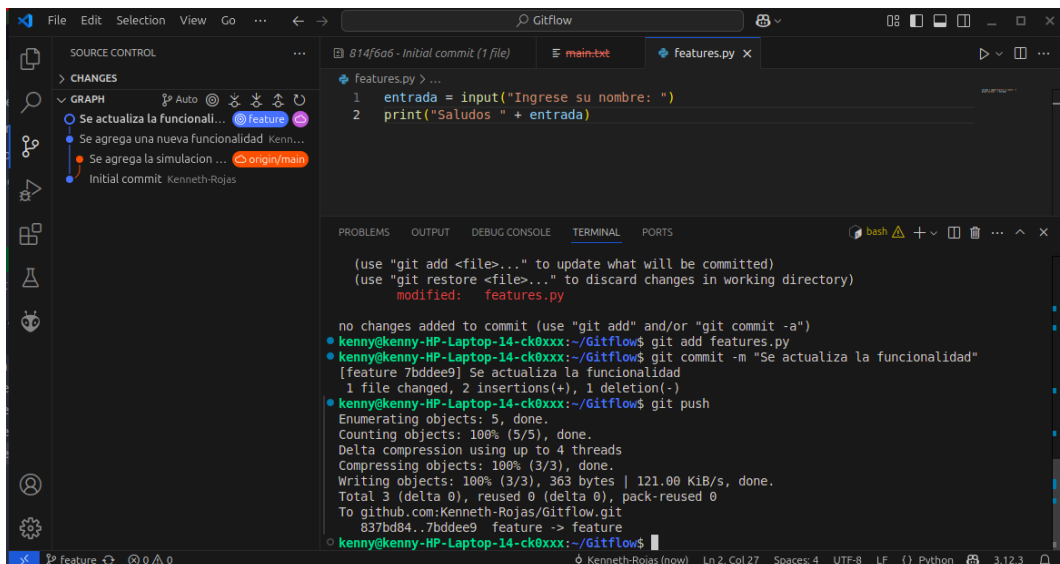 File Edit Selection View Go ··· Gitflow
SOURCE CONTROL ···
CHANGES
GRAPH Auto
Se actualiza la funcionali... feature
Se agrega una nueva funcionalidad Kenn...
Se agrega la simulacion ... origin/main
Initial commit Kenneth-Rojas
814f6a6 - Initial commit (1 file) main.txt features.py
features.py > ...
1 entrada = input("Ingrese su nombre: ")
2 print("Saludos " + entrada)
PROBLEMS OUTPUT DEBUG CONSOLE TERMINAL PORTS bash
(use "git add <file>..." to update what will be committed)
(use "git restore <file>..." to discard changes in working directory)
modified: features.py
no changes added to commit (use "git add" and/or "git commit -a")
kenny@kenny-HP-Laptop-14-ck0xxx:~/Gitflow$ git add features.py
kenny@kenny-HP-Laptop-14-ck0xxx:~/Gitflow$ git commit -m "Se actualiza la funcionalidad"
[feature 7bddee9] Se actualiza la funcionalidad
1 file changed, 2 insertions(+), 1 deletion(-)
kenny@kenny-HP-Laptop-14-ck0xxx:~/Gitflow$ git push
Enumerating objects: 5, done.
Counting objects: 100% (5/5), done.
Delta compression using up to 4 threads
Compressing objects: 100% (3/3), done.
Writing objects: 100% (3/3), 363 bytes | 121.00 KiB/s, done.
Total 3 (delta 0), reused 0 (delta 0), pack-reused 0
To github.com:Kenneth-Rojas/Gitflow.git
837bd84..7bddee9 feature -> feature
kenny@kenny-HP-Laptop-14-ck0xxx:~/Gitflow$
feature 0 0 Kenneth-Rojas (now) Ln 2, Col 27 Spaces: 4 UTF-8 LF {} Python 3.12.3